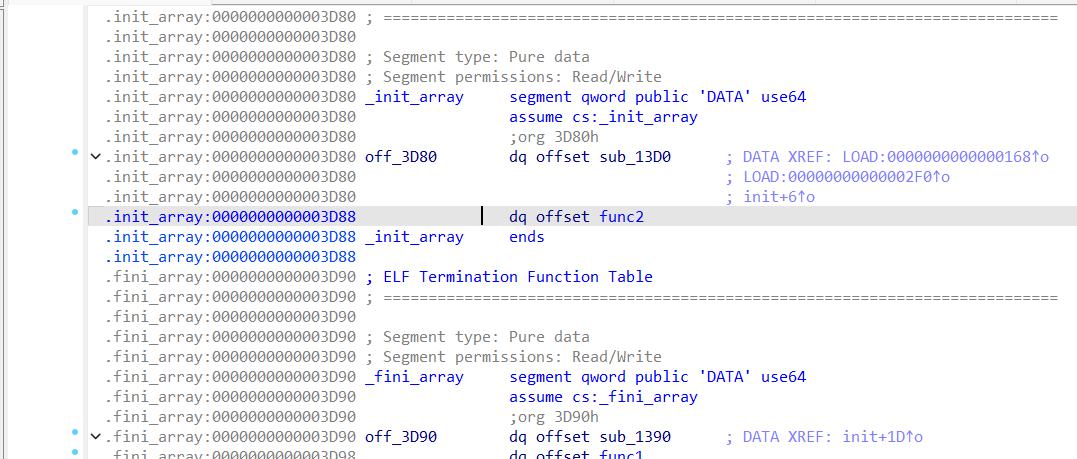 .init_array:0000000000003D80 ; ===========================================================================
.init_array:0000000000003D80
.init_array:0000000000003D80 ; Segment type: Pure data
.init_array:0000000000003D80 ; Segment permissions: Read/Write
.init_array:0000000000003D80 _init_array segment qword public 'DATA' use64
.init_array:0000000000003D80 assume cs:_init_array
.init_array:0000000000003D80 ;org 3D80h
.init_array:0000000000003D80 off_3D80 dq offset sub_13D0 ; DATA XREF: LOAD:0000000000000168↑o
.init_array:0000000000003D80 ; LOAD:00000000000002F0↑o
.init_array:0000000000003D80 ; init+6↑o
.init_array:0000000000003D88 dq offset func2
.init_array:0000000000003D88 _init_array ends
.init_array:0000000000003D88
.fini_array:0000000000003D90 ; ELF Termination Function Table
.fini_array:0000000000003D90 ; ===========================================================================
.fini_array:0000000000003D90
.fini_array:0000000000003D90 ; Segment type: Pure data
.fini_array:0000000000003D90 ; Segment permissions: Read/Write
.fini_array:0000000000003D90 _fini_array segment qword public 'DATA' use64
.fini_array:0000000000003D90 assume cs:_fini_array
.fini_array:0000000000003D90 ;org 3D90h
.fini_array:0000000000003D90 off_3D90 dq offset sub_1390 ; DATA XREF: init+1D↑o
.fini_array:0000000000003D98 dq offset func1